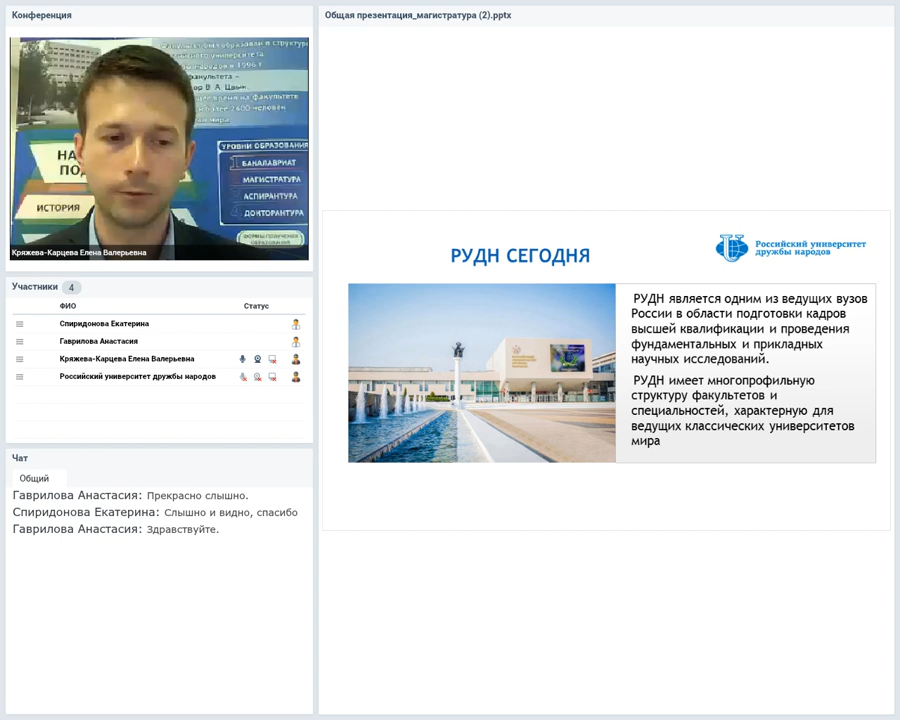 Конференция
УРОВНИ ОБРАЗОВАНИЯ
БАКАЛАВРИАТ
МАГИСТРАТУРА
АСПИРАНТУРА
ДОКТОРАНТУРА
ИСТОРИЯ
Кряжева-Карцева Елена Валерьевна
Участники 4
ФИО Статус
Спиридонова Екатерина
Гаврилова Анастасия
Кряжева-Карцева Елена Валерьевна
Российский университет дружбы народов
Чат
Общий
Гаврилова Анастасия: Прекрасно слышно.
Спиридонова Екатерина: Слышно и видно, спасибо
Гаврилова Анастасия: Здравствуйте.
Общая презентация_магистратура (2).pptx
РУДН СЕГОДНЯ
Российский университет
дружбы народов
РУДН является одним из ведущих вузов
России в области подготовки кадров
высшей квалификации и проведения
фундаментальных и прикладных
научных исследований.
РУДН имеет многопрофильную
структуру факультетов и
специальностей, характерную для
ведущих классических университетов
мира